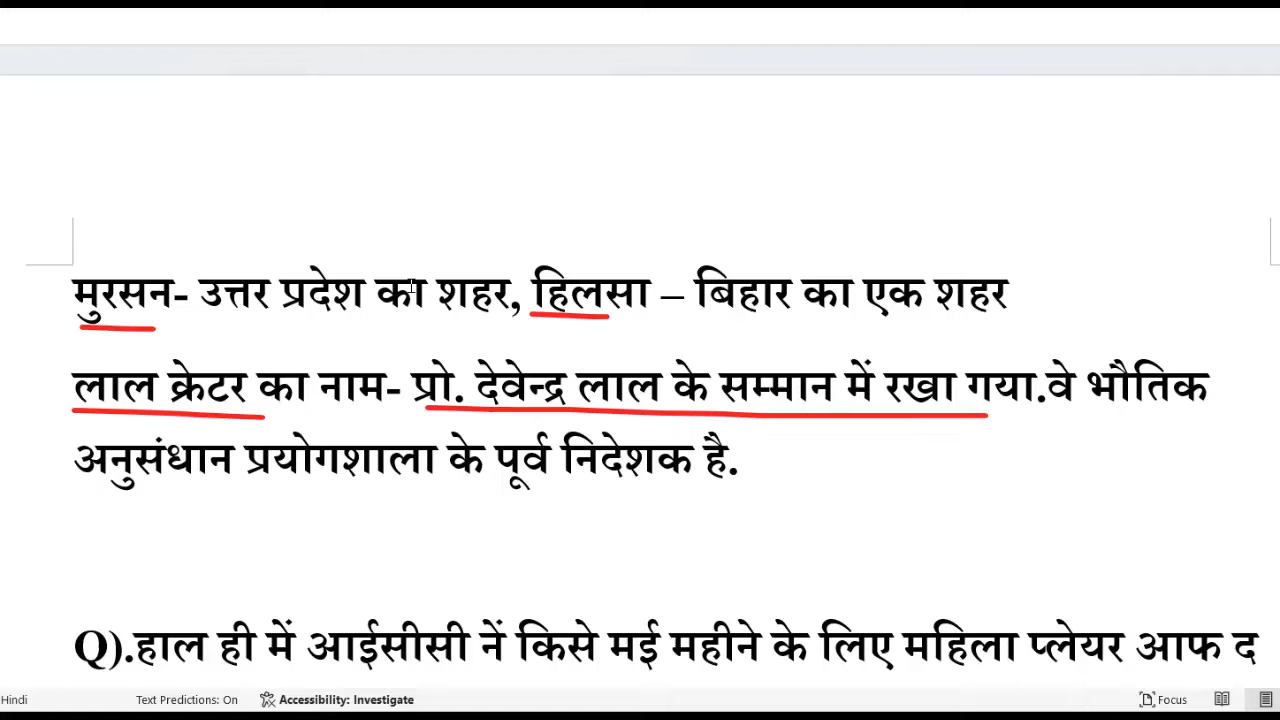 मुरसन- उत्तर प्रदेश का शहर, हिलसा – बिहार का एक शहर
लाल क्रेटर का नाम- प्रो. देवेन्द्र लाल के सम्मान में रखा गया.वे भौतिक
अनुसंधान प्रयोगशाला के पूर्व निदेशक है.
Q).हाल ही में आईसीसी नें किसे मई महीने के लिए महिला प्लेयर आफ द
Hindi Text Predictions: On Accessibility: Investigate Focus